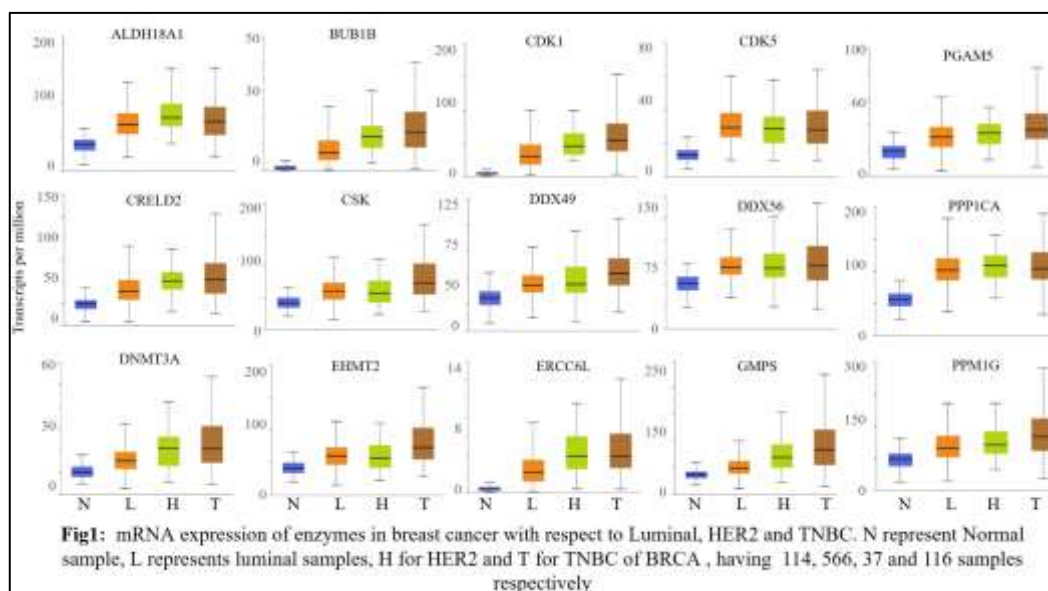 ALDH18A1 BUB1B CDK1 CDK5 PGAM5
200 100 0
50 30 0
200 100 0
80 40 0
100 60 0
CRELD2 CSK DDX49 DDX56 PPP1CA
Transcripts per million
150 100 50 0
200 100 0
125 75 50 0
150 75 0
200 100 0
DNMT3A EHMT2 ERCC6L GMPS PPM1G
60 30 0
200 100 0
14 8 0
250 150 0
300 150 0
N L H T N L H T N L H T N L H T N L H T
Fig1: mRNA expression of enzymes in breast cancer with respect to Luminal, HER2 and TNBC. N represent Normal
sample, L represents luminal samples, H for HER2 and T for TNBC of BRCA , having 114, 566, 37 and 116 samples
respectively